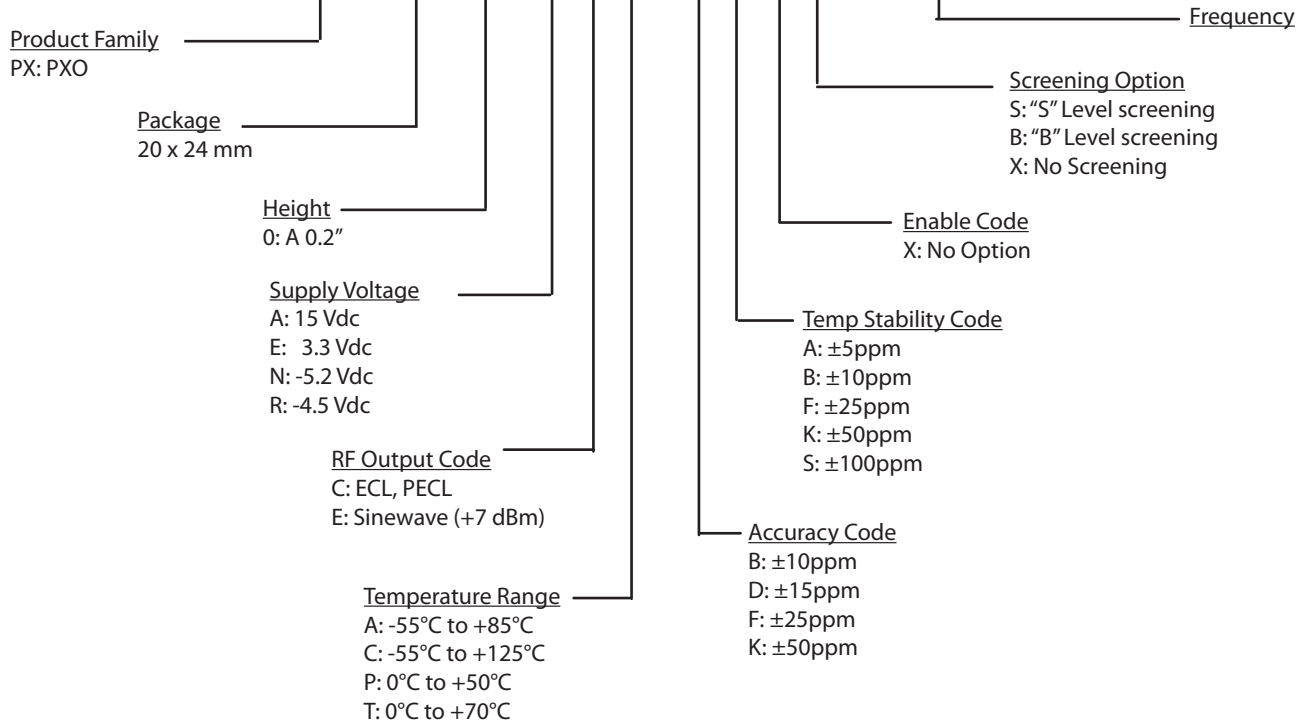 Frequency
Product Family
PX: PXO
Screening Option
S: “S” Level screening
B: “B” Level screening
X: No Screening
Package
20 x 24 mm
Height
0: A 0.2”
Enable Code
X: No Option
Supply Voltage
A: 15 Vdc
E: 3.3 Vdc
N: -5.2 Vdc
R: -4.5 Vdc
Temp Stability Code
A: ±5ppm
B: ±10ppm
F: ±25ppm
K: ±50ppm
S: ±100ppm
RF Output Code
C: ECL, PECL
E: Sinewave (+7 dBm)
Accuracy Code
B: ±10ppm
D: ±15ppm
F: ±25ppm
K: ±50ppm
Temperature Range
A: -55°C to +85°C
C: -55°C to +125°C
P: 0°C to +50°C
T: 0°C to +70°C